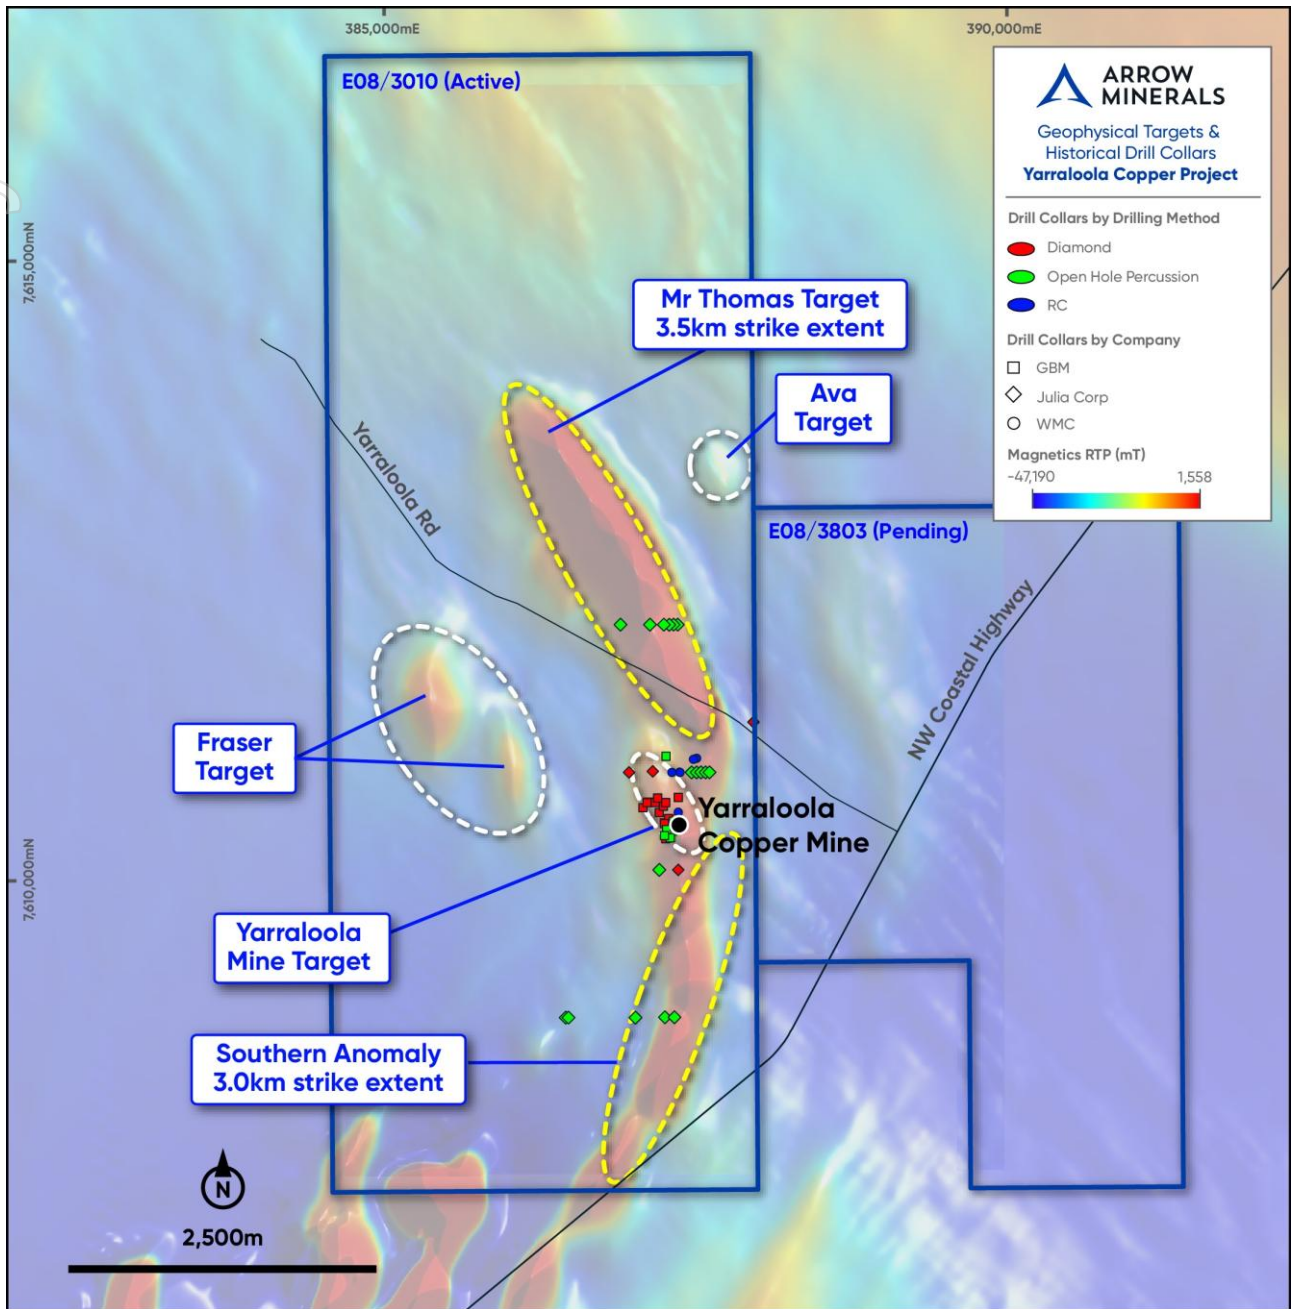 385,000mE
390,000mE
E08/3010 (Active)
ARROW
MINERALS
Geophysical Targets &
Historical Drill Collars
Yarraloola Copper Project
Drill Collars by Drilling Method
Diamond
Open Hole Percussion
RC
Drill Collars by Company
GBM
Julia Corp
WMC
Magnetics RTP (mT)
-47,190
1,558
7,615,000mN
Mr Thomas Target
3.5km strike extent
Ava
Target
Yarraloola Rd
E08/3803 (Pending)
NW Coastal Highway
Fraser
Target
Yarraloola
Copper Mine
7,610,000mN
Yarraloola
Mine Target
Southern Anomaly
3.0km strike extent
N
2,500m